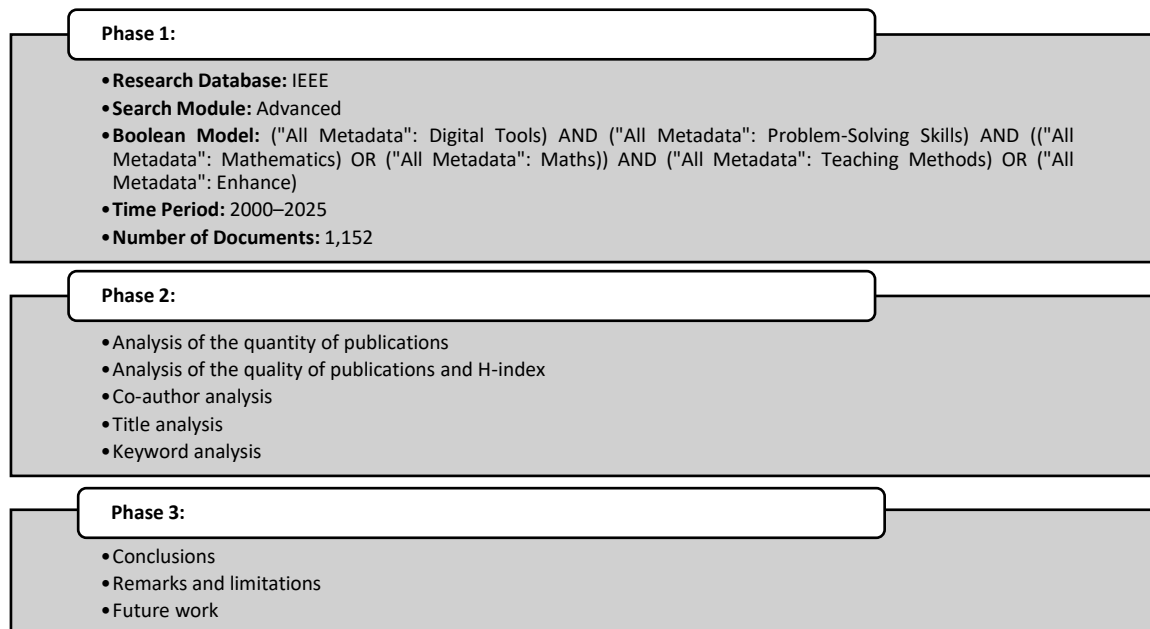 Phase 1:
•Research Database: IEEE
•Search Module: Advanced
•Boolean Model: ("All Metadata": Digital Tools) AND ("All Metadata": Problem-Solving Skills) AND (("All
Metadata": Mathematics) OR ("All Metadata": Maths)) AND ("All Metadata": Teaching Methods) OR ("All
Metadata": Enhance)
•Time Period: 2000–2025
•Number of Documents: 1,152
Phase 2:
•Analysis of the quantity of publications
•Analysis of the quality of publications and H-index
•Co-author analysis
•Title analysis
•Keyword analysis
Phase 3:
•Conclusions
•Remarks and limitations
•Future work